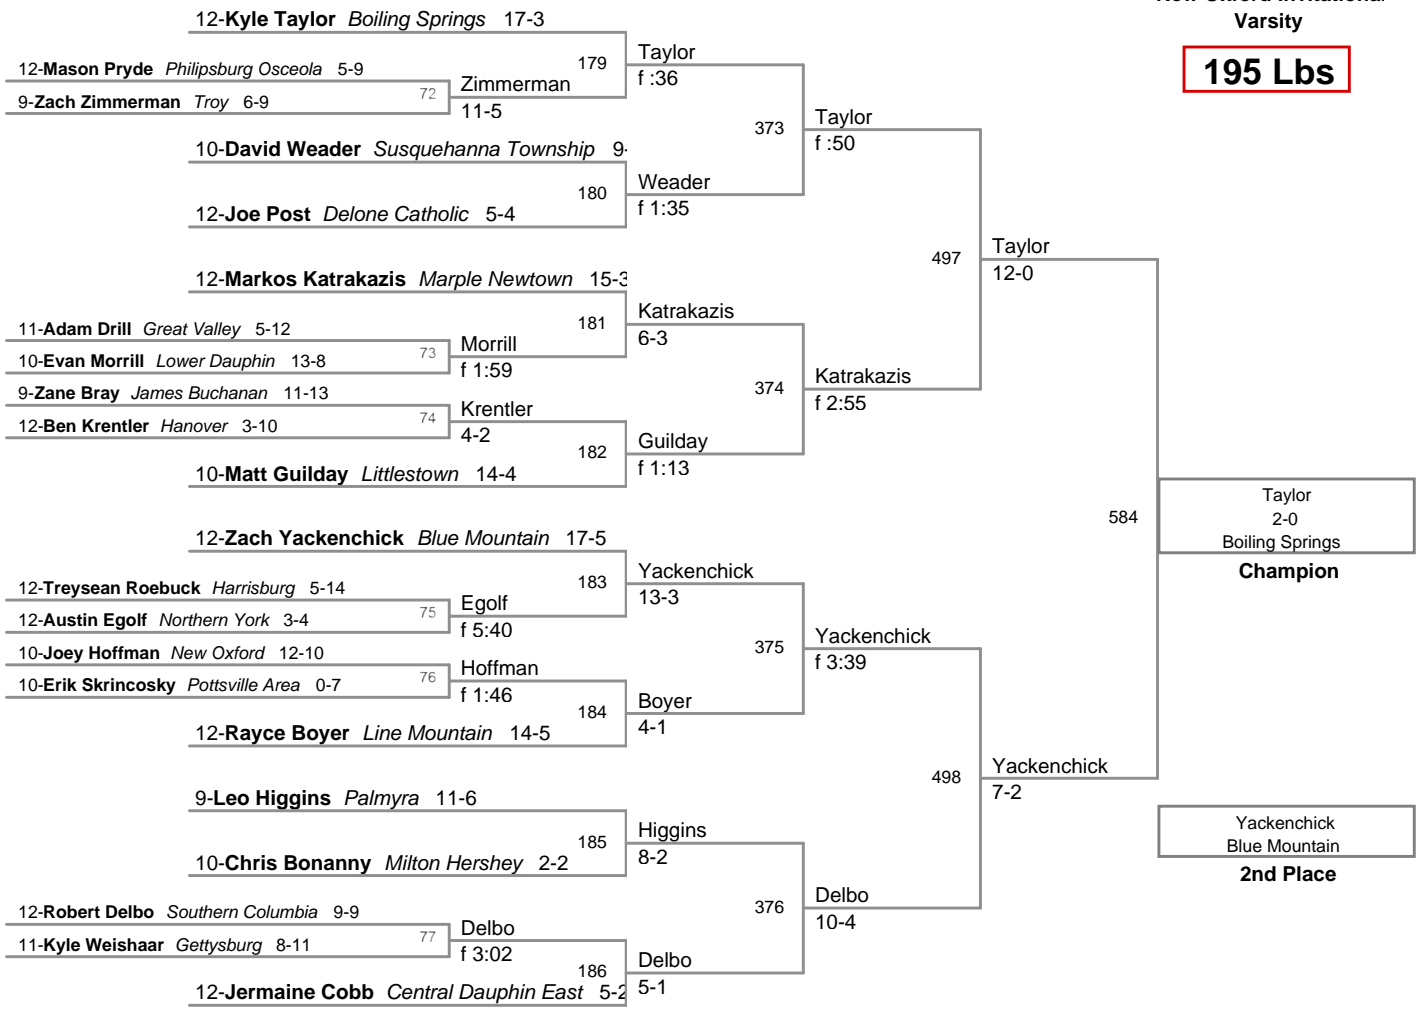 Varsity
195 Lbs
12-Kyle Taylor Boiling Springs 17-3
12-Mason Pryde Philipsburg Osceola 5-9
72
9-Zach Zimmerman Troy 6-9
Zimmerman
11-5
179
Taylor
f :36
10-David Weader Susquehanna Township 9-
180
12-Joe Post Delone Catholic 5-4
Weader
f 1:35
373
Taylor
f :50
12-Markos Katrakazis Marple Newtown 15-3
11-Adam Drill Great Valley 5-12
73
10-Evan Morrill Lower Dauphin 13-8
Morrill
f 1:59
181
Katrakazis
6-3
9-Zane Bray James Buchanan 11-13
74
12-Ben Krentler Hanover 3-10
Krentler
4-2
182
10-Matt Guilday Littlestown 14-4
Guilday
f 1:13
374
Katrakazis
f 2:55
497
Taylor
12-0
12-Zach Yackenchick Blue Mountain 17-5
12-Treysean Roebuck Harrisburg 5-14
75
12-Austin Egolf Northern York 3-4
Egolf
f 5:40
183
Yackenchick
13-3
10-Joey Hoffman New Oxford 12-10
76
10-Erik Skrincosky Pottsville Area 0-7
Hoffman
f 1:46
184
12-Rayce Boyer Line Mountain 14-5
Boyer
4-1
375
Yackenchick
f 3:39
9-Leo Higgins Palmyra 11-6
185
10-Chris Bonanny Milton Hershey 2-2
Higgins
8-2
12-Robert Delbo Southern Columbia 9-9
77
11-Kyle Weishaar Gettysburg 8-11
Delbo
f 3:02
186
12-Jermaine Cobb Central Dauphin East 5-2
Delbo
5-1
376
Delbo
10-4
498
Yackenchick
7-2
584
Taylor
2-0
Boiling Springs
Champion
Yackenchick
Blue Mountain
2nd Place